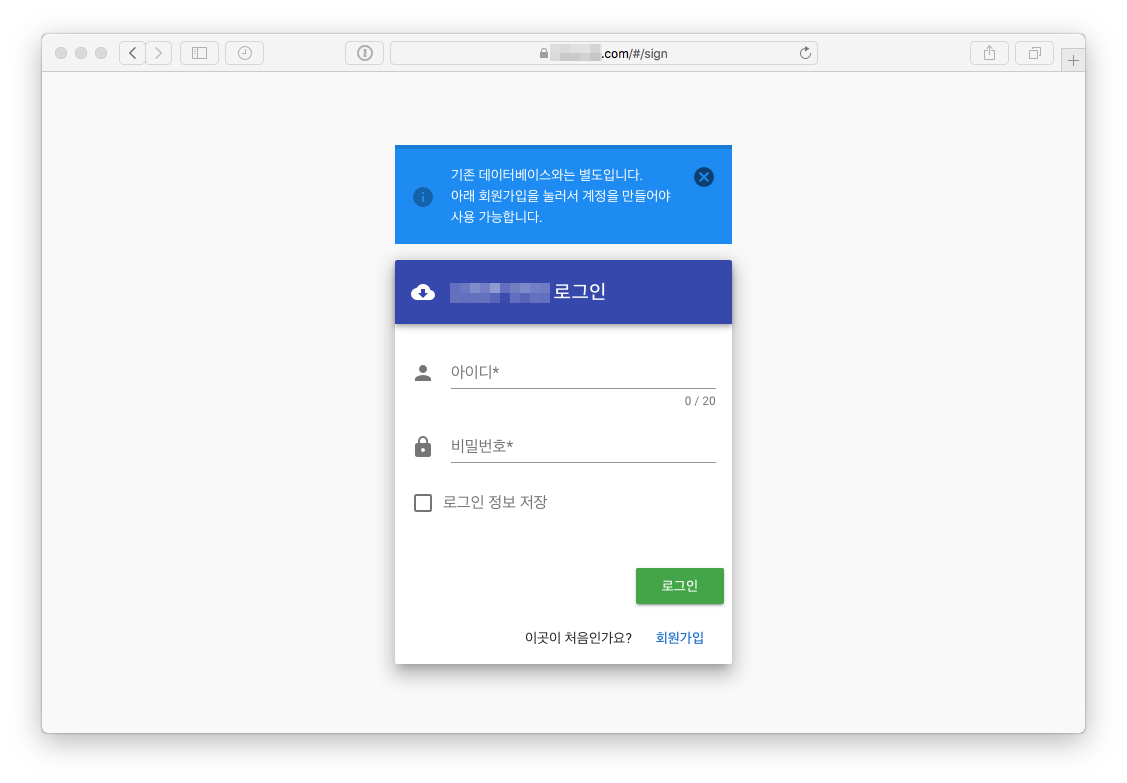 .com/#/sign
기존 데이터베이스와는 별도입니다.
아래 회원가입을 눌러서 계정을 만들어야
사용 가능합니다.
로그인
아이디*
0 / 20
비밀번호*
로그인 정보 저장
로그인
이곳이 처음인가요? 회원가입